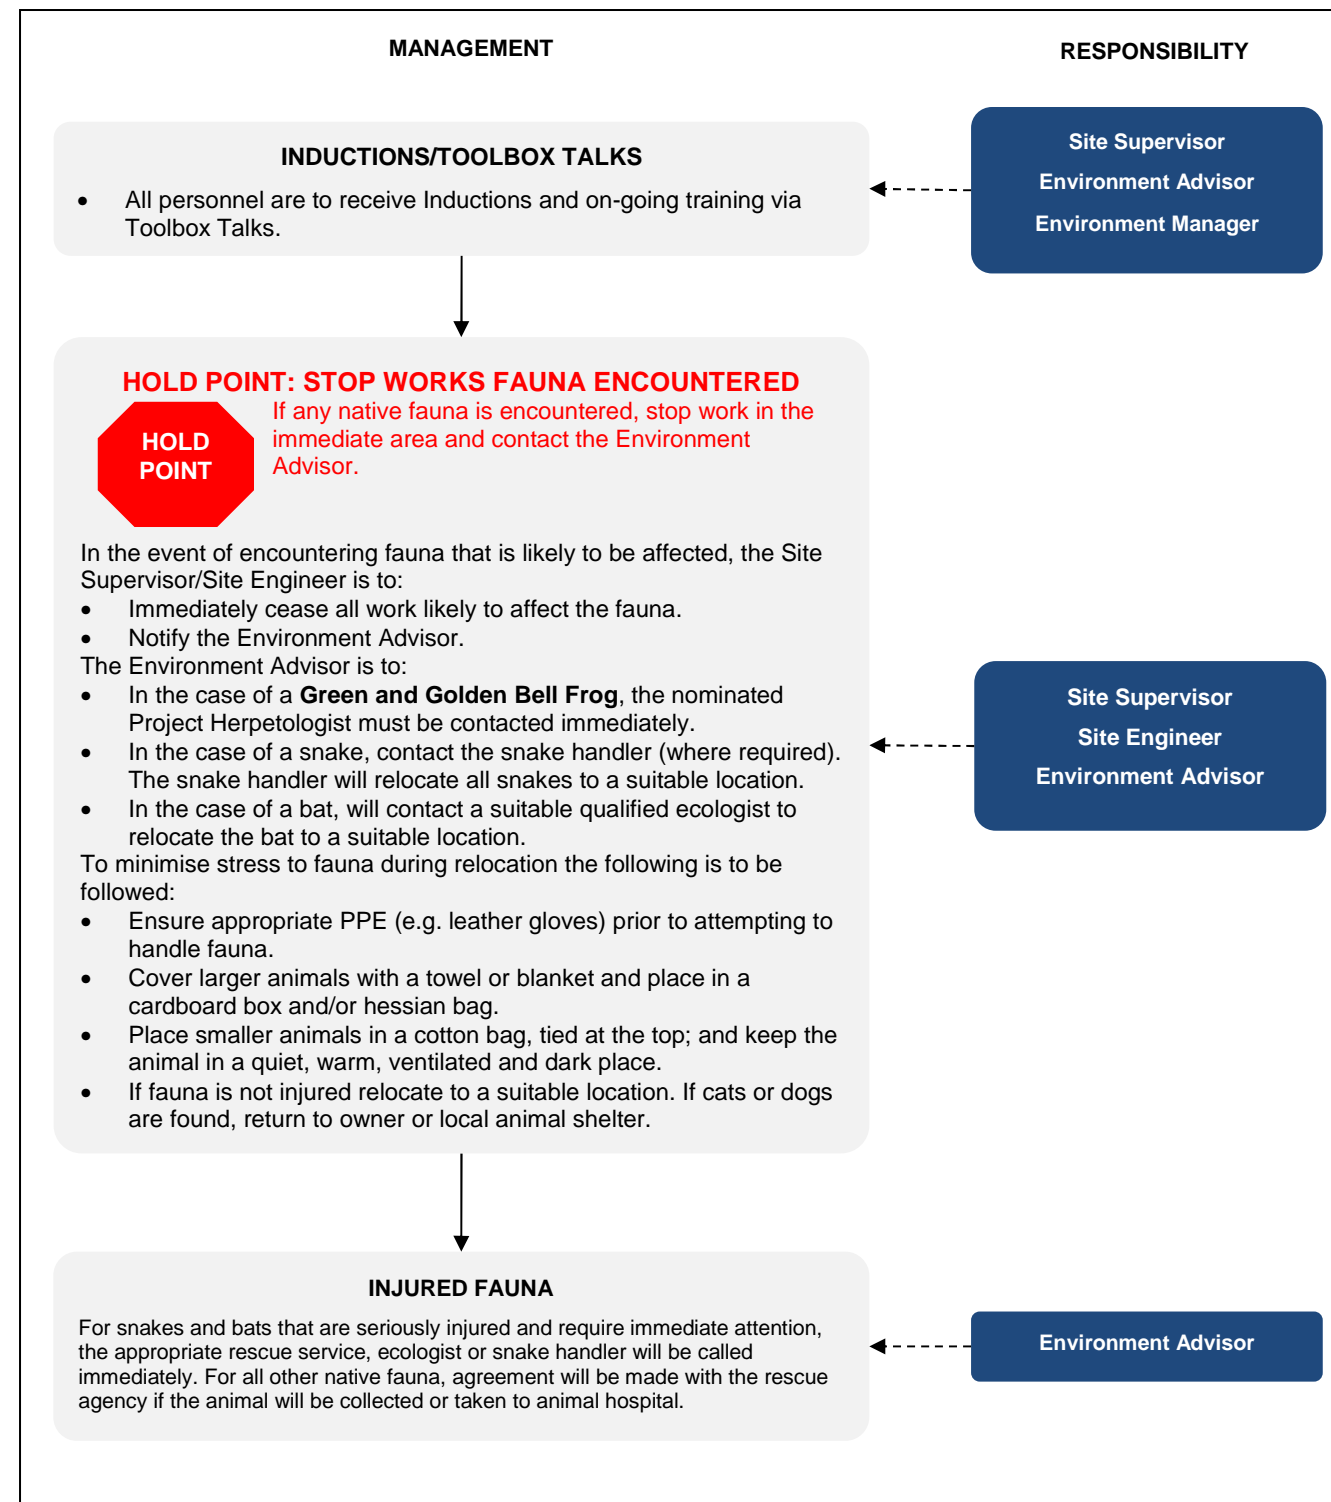 MANAGEMENT
RESPONSIBILITY
INDUCTIONS/TOOLBOX TALKS
• All personnel are to receive Inductions and on-going training via
Toolbox Talks.
Site Supervisor
Environment Advisor
Environment Manager
HOLD POINT: STOP WORKS FAUNA ENCOUNTERED
HOLD
POINT
If any native fauna is encountered, stop work in the
immediate area and contact the Environment
Advisor.
In the event of encountering fauna that is likely to be affected, the Site
Supervisor/Site Engineer is to:
• Immediately cease all work likely to affect the fauna.
• Notify the Environment Advisor.
The Environment Advisor is to:
• In the case of a Green and Golden Bell Frog, the nominated
Project Herpetologist must be contacted immediately.
• In the case of a snake, contact the snake handler (where required).
The snake handler will relocate all snakes to a suitable location.
• In the case of a bat, will contact a suitable qualified ecologist to
relocate the bat to a suitable location.
To minimise stress to fauna during relocation the following is to be
followed:
• Ensure appropriate PPE (e.g. leather gloves) prior to attempting to
handle fauna.
• Cover larger animals with a towel or blanket and place in a
cardboard box and/or hessian bag.
• Place smaller animals in a cotton bag, tied at the top; and keep the
animal in a quiet, warm, ventilated and dark place.
• If fauna is not injured relocate to a suitable location. If cats or dogs
are found, return to owner or local animal shelter.
Site Supervisor
Site Engineer
Environment Advisor
INJURED FAUNA
For snakes and bats that are seriously injured and require immediate attention,
the appropriate rescue service, ecologist or snake handler will be called
immediately. For all other native fauna, agreement will be made with the rescue
agency if the animal will be collected or taken to animal hospital.
Environment Advisor